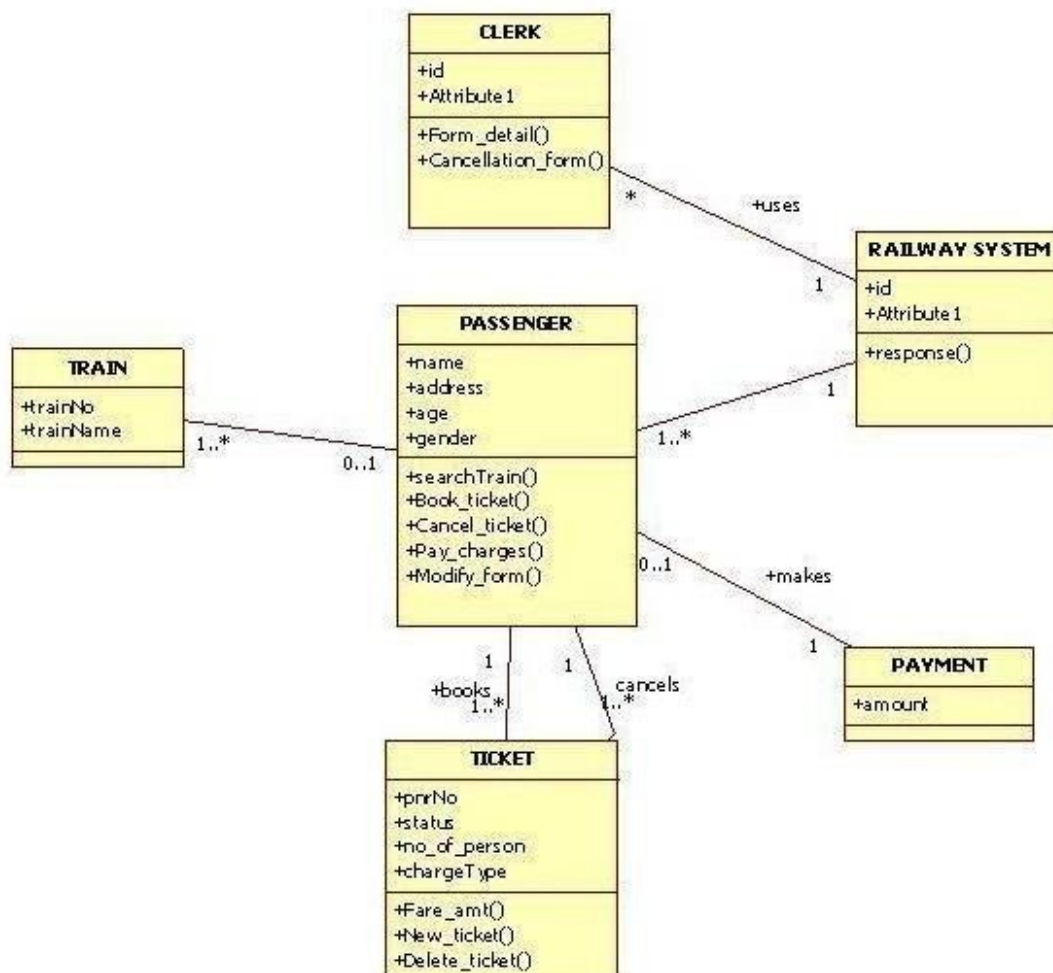 CLERK
+id
+Attribute1
+Form_detail()
+Cancellation_form()
*
+uses
1
RAILWAY SYSTEM
+id
+Attribute1
+response()
1
1..*
PASSENGER
+name
+address
+age
+gender
+searchTrain()
+Book_ticket()
+Cancel_ticket()
+Pay_charges()
+Modify_form()
TRAIN
+trainNo
+trainName
1..*
0..1
0..1
+makes
1
PAYMENT
+amount
1
+books
1..*
1
cancels
1..*
TICKET
+pnrNo
+status
+no_of_person
+chargeType
+Fare_amt()
+New_ticket()
+Delete_ticket()